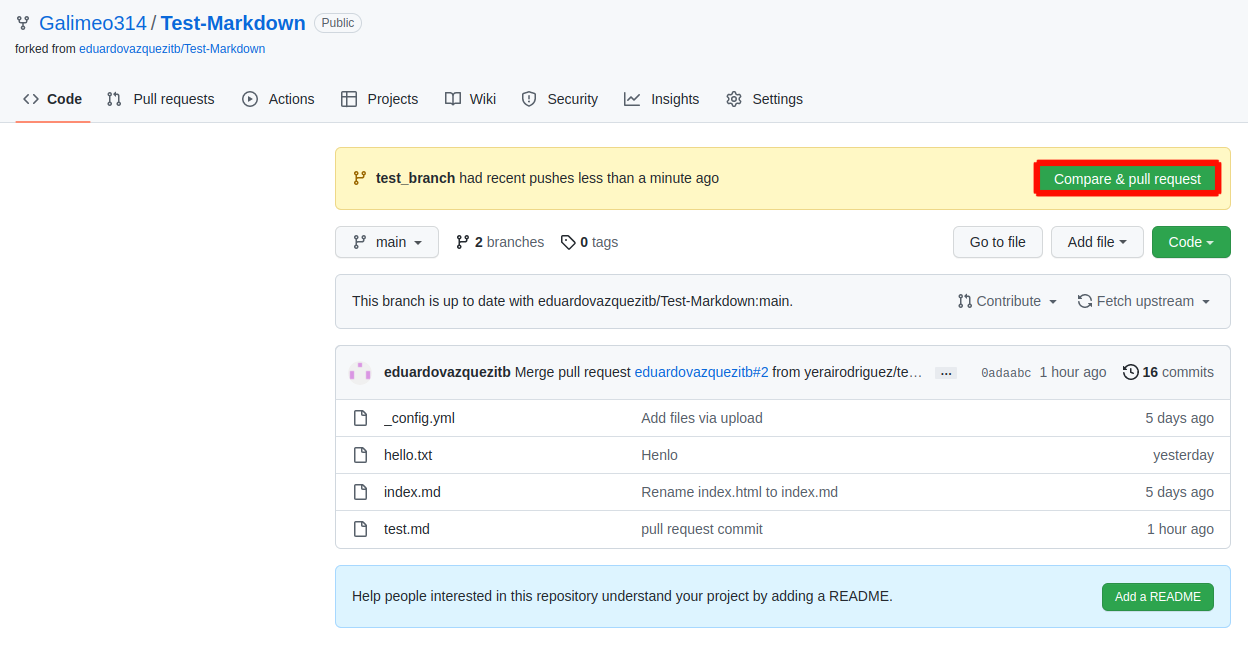 Galimeo314 / Test-Markdown Public
forked from eduardovazquezitb/Test-Markdown
Code Pull requests Actions Projects Wiki Security Insights Settings
test_branch had recent pushes less than a minute ago Compare & pull request
main 2 branches 0 tags Go to file Add file Code
This branch is up to date with eduardovazquezitb/Test-Markdown:main. Contribute Fetch upstream
eduardovazquezitb Merge pull request eduardovazquezitb#2 from yerairodriguez/te… ... 0adaabc 1 hour ago 16 commits
_config.yml Add files via upload 5 days ago
hello.txt Henlo yesterday
index.md Rename index.html to index.md 5 days ago
test.md pull request commit 1 hour ago
Help people interested in this repository understand your project by adding a README. Add a README